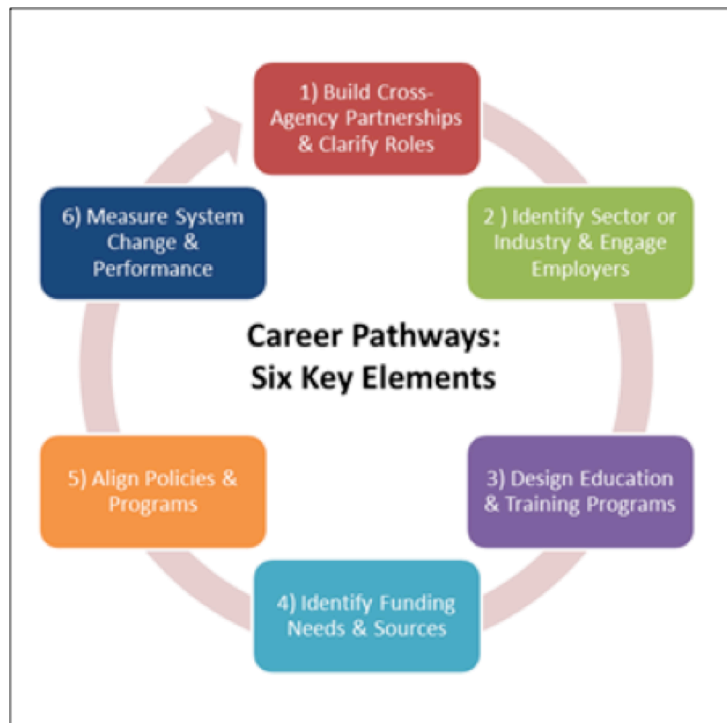 1) Build Cross-
Agency Partnerships
& Clarify Roles
2 ) Identify Sector or
Industry & Engage
Employers
3) Design Education
& Training Programs
4) Identify Funding
Needs & Sources
5) Align Policies &
Programs
6) Measure System
Change &
Performance
Career Pathways:
Six Key Elements